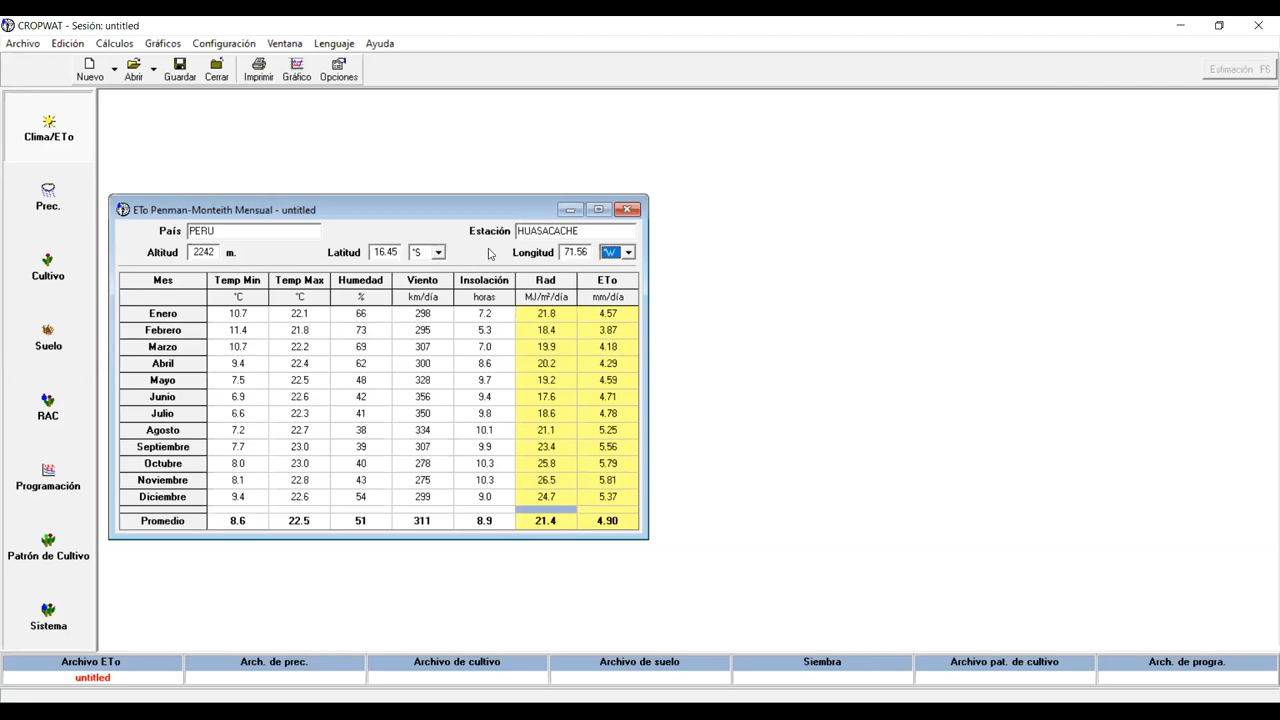 CROPWAT - Sesión: untitled
Archivo Edición Cálculos Gráficos Configuración Ventana Lenguaje Ayuda
Nuevo Abrir Guardar Cerrar Imprimir Gráfico Opciones Estimación F6
Clima/ETo
Prec.
Cultivo
Suelo
RAC
Programación
Patrón de Cultivo
Sistema
ETo Penman-Monteith Mensual - untitled
País PERU Estación HUASACACHE
Altitud 2242 m. Latitud 16.45 °S Longitud 71.56 °W
Mes Temp Min Temp Max Humedad Viento Insolación Rad ETo
°C °C % km/día horas MJ/m²/día mm/día
Enero 10.7 22.1 66 298 7.2 21.8 4.57
Febrero 11.4 21.8 73 295 5.3 18.4 3.87
Marzo 10.7 22.2 69 307 7.0 19.9 4.18
Abril 9.4 22.4 62 300 8.6 20.2 4.29
Mayo 7.5 22.5 48 328 9.7 19.2 4.59
Junio 6.9 22.6 42 356 9.4 17.6 4.71
Julio 6.6 22.3 41 350 9.8 18.6 4.78
Agosto 7.2 22.7 38 334 10.1 21.1 5.25
Septiembre 7.7 23.0 39 307 9.9 23.4 5.56
Octubre 8.0 23.0 40 278 10.3 25.8 5.79
Noviembre 8.1 22.8 43 275 10.3 26.5 5.81
Diciembre 9.4 22.6 54 299 9.0 24.7 5.37
Promedio 8.6 22.5 51 311 8.9 21.4 4.90
Archivo ETo Arch. de prec. Archivo de cultivo Archivo de suelo Siembra Archivo pat. de cultivo Arch. de progra.
untitled